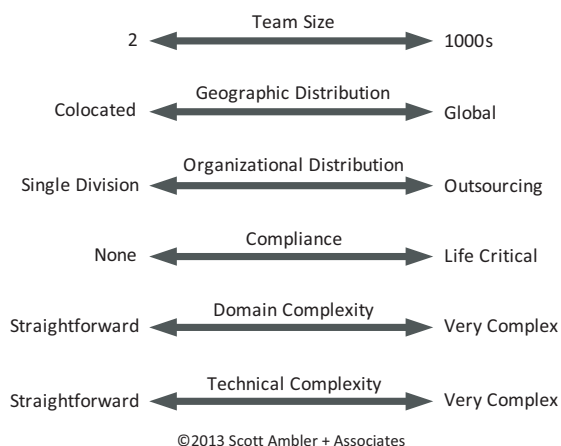 Team Size
2 1000s
Geographic Distribution
Colocated Global
Organizational Distribution
Single Division Outsourcing
Compliance
None Life Critical
Domain Complexity
Straightforward Very Complex
Technical Complexity
Straightforward Very Complex
©2013 Scott Ambler + Associates